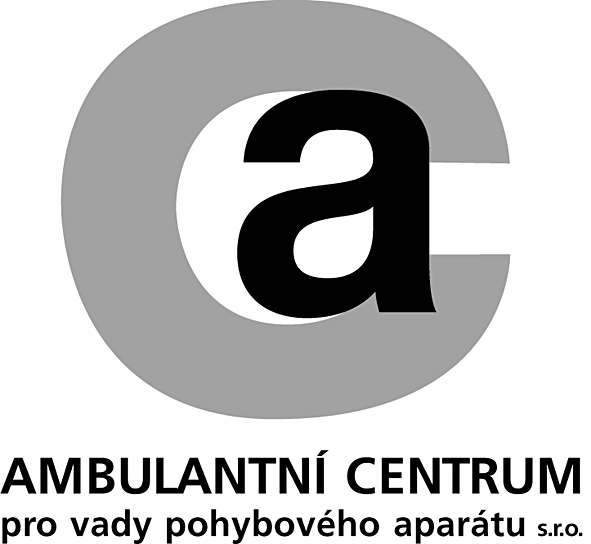 ca
AMBULANTNÍ CENTRUM
pro vady pohybového aparátu s.r.o.